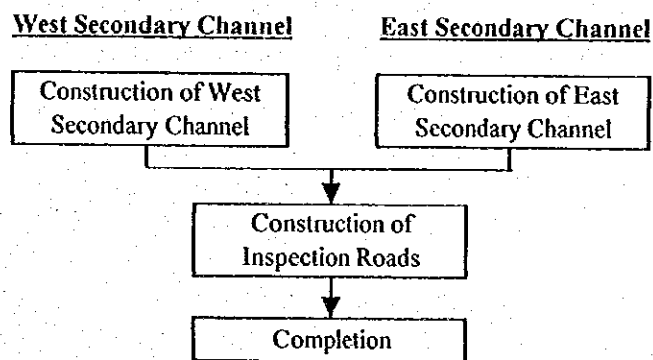 West Secondary Channel
East Secondary Channel
Construction of West
Secondary Channel
Construction of East
Secondary Channel
Construction of
Inspection Roads
Completion